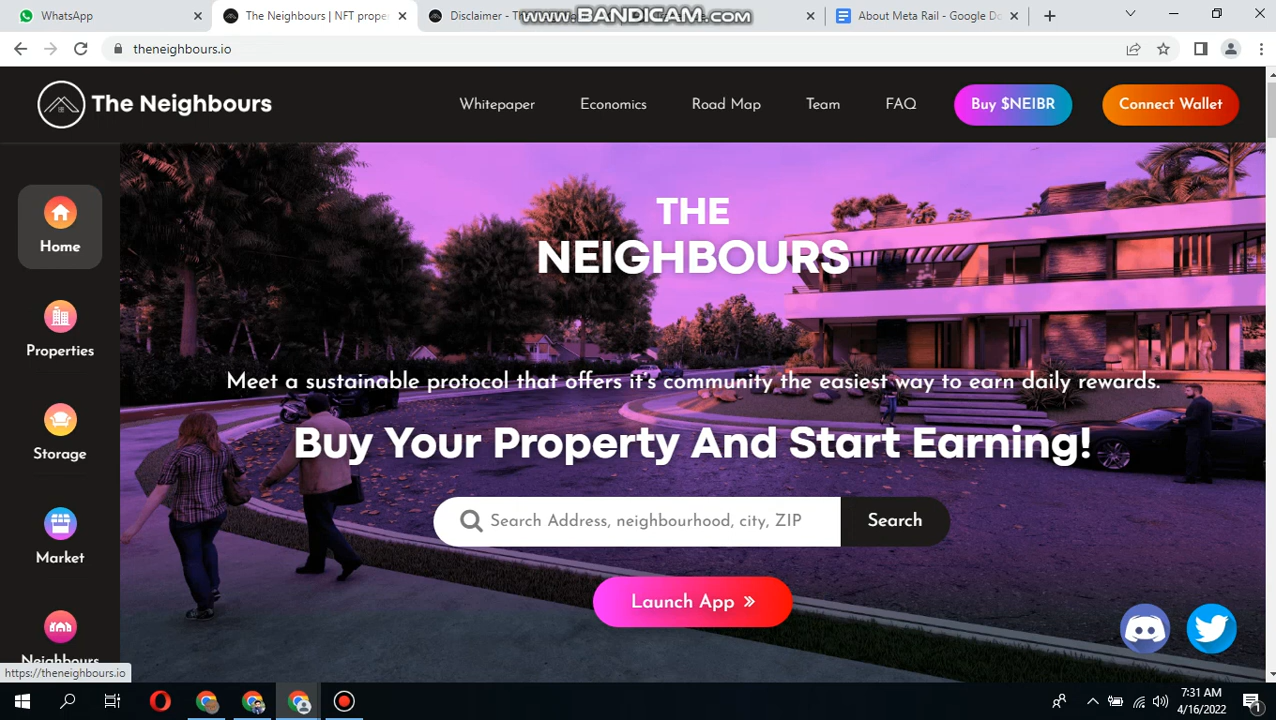 WhatsApp
The Neighbours | NFT prope
Disclaimer - Th
www.BANDICAM.com
About Meta Rail - Google Do
theneighbours.io
The Neighbours
Whitepaper
Economics
Road Map
Team
FAQ
Buy $NEIBR
Connect Wallet
Home
Properties
Storage
Market
Neighbours
THE
NEIGHBOURS
Meet a sustainable protocol that offers it's community the easiest way to earn daily rewards.
Buy Your Property And Start Earning!
Search Address, neighbourhood, city, ZIP
Search
Launch App »
https://theneighbours.io
7:31 AM
4/16/2022
1